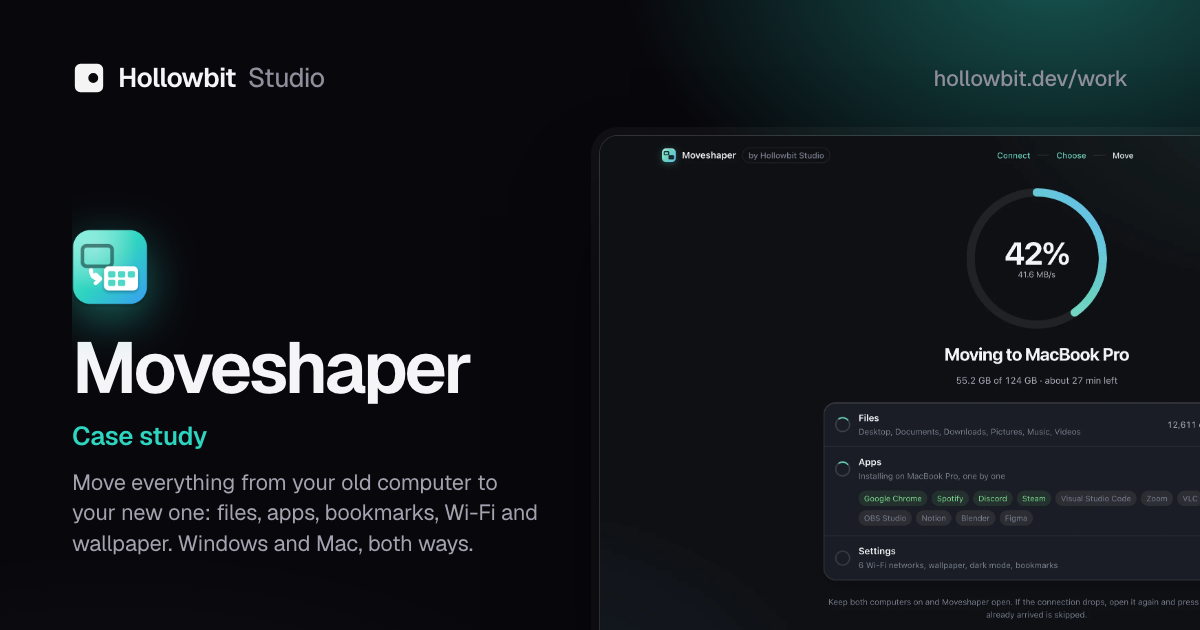 Hollowbit Studio
hollowbit.dev/work
Moveshaper
Case study
Move everything from your old computer to
your new one: files, apps, bookmarks, Wi-Fi and
wallpaper. Windows and Mac, both ways.
Moveshaper by Hollowbit Studio
Connect — Choose — Move
42%
41.6 MB/s
Moving to MacBook Pro
55.2 GB of 124 GB · about 27 min left
Files
Desktop, Documents, Downloads, Pictures, Music, Videos
12,611
Apps
Installing on MacBook Pro, one by one
Google Chrome Spotify Discord Steam Visual Studio Code Zoom VLC
OBS Studio Notion Blender Figma
Settings
6 Wi-Fi networks, wallpaper, dark mode, bookmarks
Keep both computers on and Moveshaper open. If the connection drops, open it again and press
already arrived is skipped.